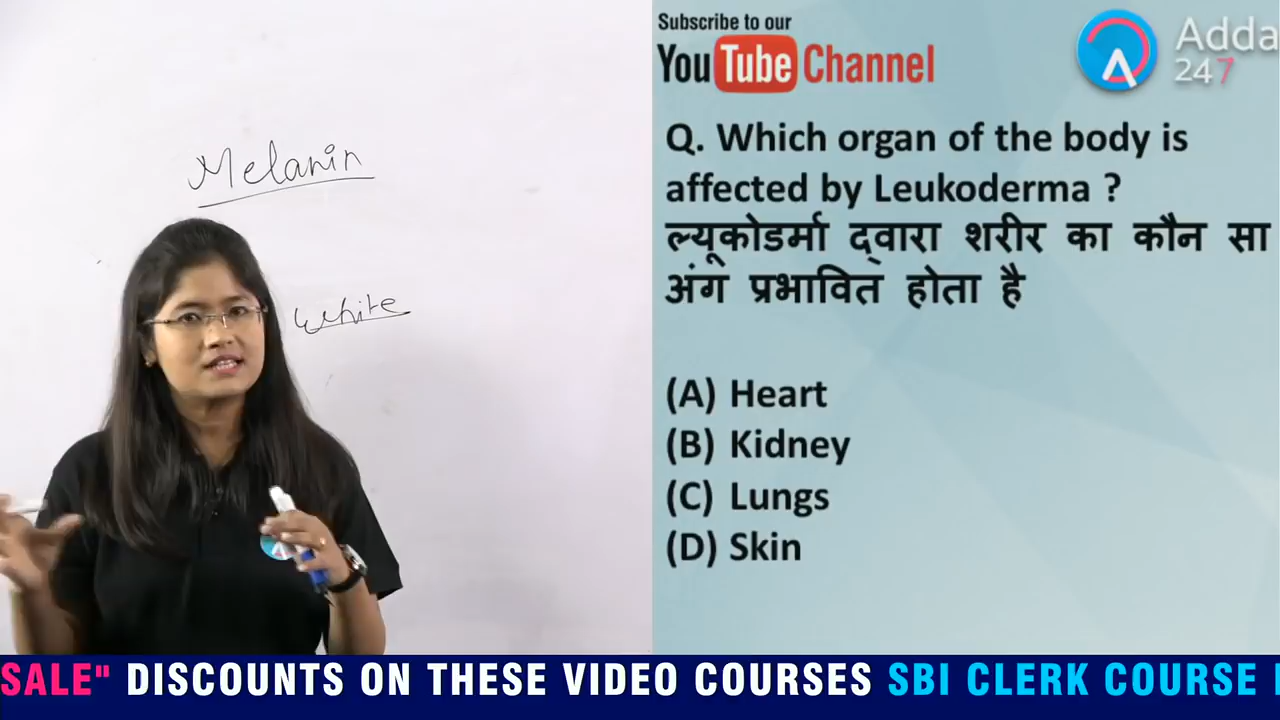 Melanin
White
Subscribe to our
YouTube Channel
Adda
247
Q. Which organ of the body is
affected by Leukoderma ?
ल्यूकोडर्मा द्वारा शरीर का कौन सा
अंग प्रभावित होता है
(A) Heart
(B) Kidney
(C) Lungs
(D) Skin
SALE" DISCOUNTS ON THESE VIDEO COURSES SBI CLERK COURSE